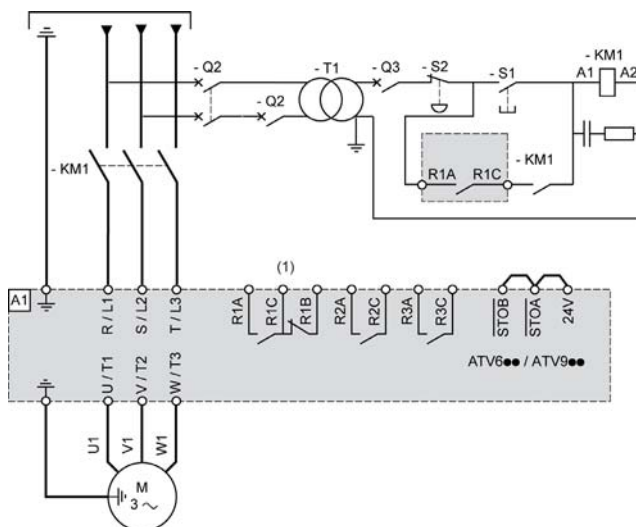 - Q2
- T1
- Q3
- S2
- S1
- KM1
A1
A2
- Q2
- KM1
- KM1
R1A
R1C
(1)
A1
R / L1
S / L2
T / L3
R1A
R1C
R1B
R2A
R2C
R3A
R3C
STOB
STOA
24V
ATV6●● / ATV9●●
U / T1
V / T2
W / T3
U1
V1
W1
M
3 ~